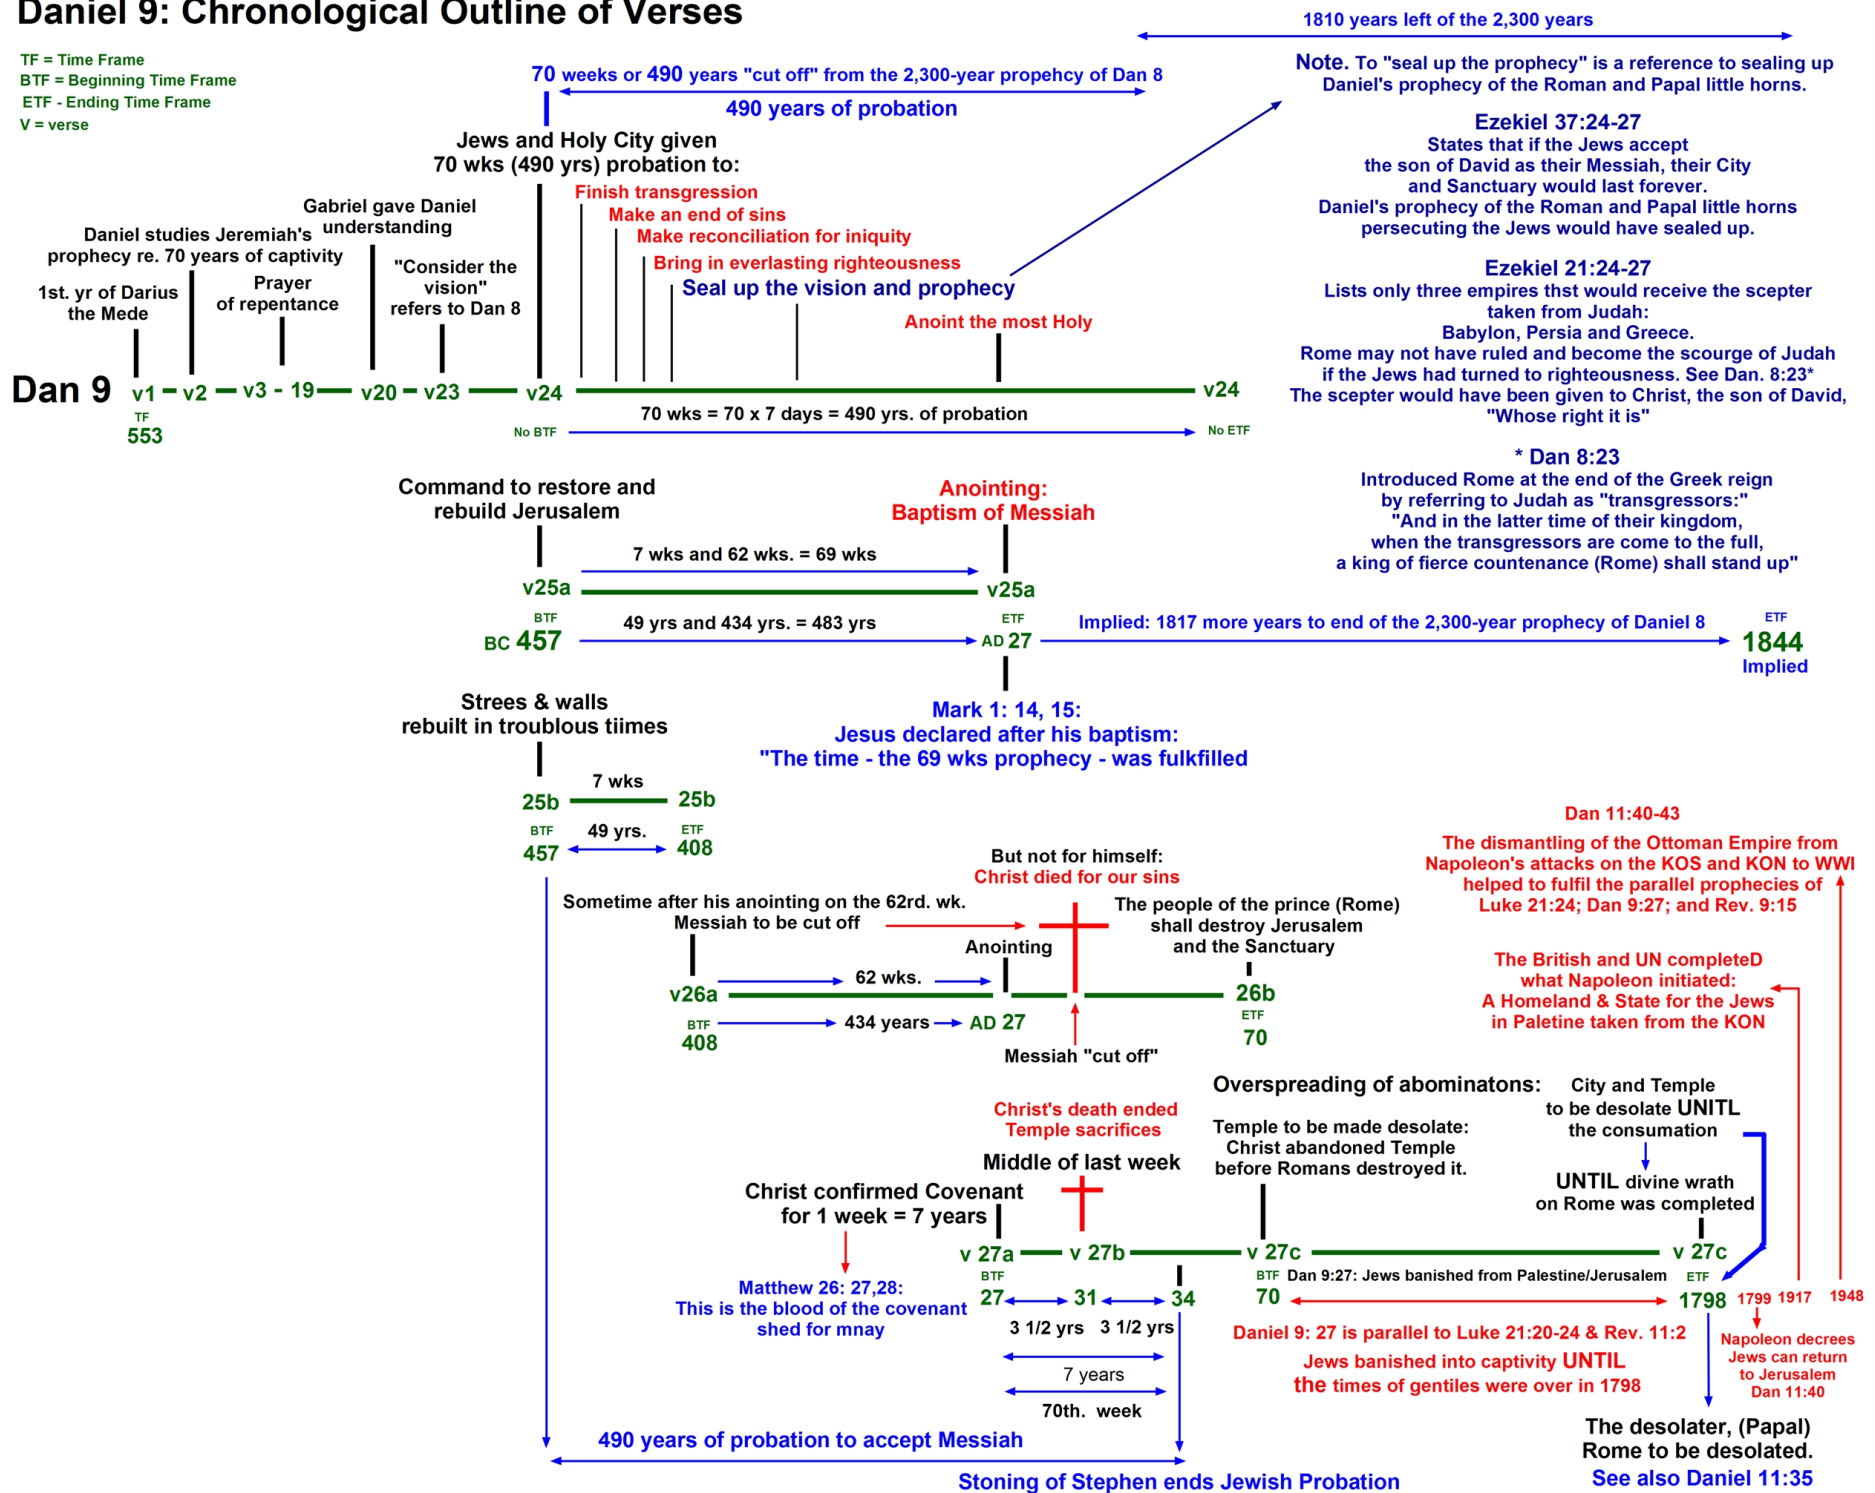 Daniel 9: Chronological Outline of Verses
TF = Time Frame
BTF = Beginning Time Frame
ETF - Ending Time Frame
V = verse
1810 years left of the 2,300 years
70 weeks or 490 years "cut off" from the 2,300-year propehcy of Dan 8
490 years of probation
Note. To "seal up the prophecy" is a reference to sealing up
Daniel's prophecy of the Roman and Papal little horns.
Ezekiel 37:24-27
States that if the Jews accept
the son of David as their Messiah, their City
and Sanctuary would last forever.
Daniel's prophecy of the Roman and Papal little horns
persecuting the Jews would have sealed up.
Ezekiel 21:24-27
Lists only three empires thst would receive the scepter
taken from Judah:
Babylon, Persia and Greece.
Rome may not have ruled and become the scourge of Judah
if the Jews had turned to righteousness. See Dan. 8:23*
The scepter would have been given to Christ, the son of David,
"Whose right it is"
* Dan 8:23
Introduced Rome at the end of the Greek reign
by referring to Judah as "transgressors:"
"And in the latter time of their kingdom,
when the transgressors are come to the full,
a king of fierce countenance (Rome) shall stand up"
Jews and Holy City given
70 wks (490 yrs) probation to:
Finish transgression
Make an end of sins
Make reconciliation for iniquity
Bring in everlasting righteousness
Seal up the vision and prophecy
Anoint the most Holy
Gabriel gave Daniel
understanding
Daniel studies Jeremiah's
prophecy re. 70 years of captivity
"Consider the
vision"
refers to Dan 8
Prayer
of repentance
1st. yr of Darius
the Mede
Dan 9
v1
v2
v3 - 19
v20
v23
v24
v24
TF
553
70 wks = 70 x 7 days = 490 yrs. of probation
No BTF
No ETF
Command to restore and
rebuild Jerusalem
Anointing:
Baptism of Messiah
7 wks and 62 wks. = 69 wks
v25a
v25a
BTF
ETF
49 yrs and 434 yrs. = 483 yrs
BC 457
AD 27
Implied: 1817 more years to end of the 2,300-year prophecy of Daniel 8
ETF
1844
Implied
Strees & walls
rebuilt in troublous tiimes
Mark 1: 14, 15:
Jesus declared after his baptism:
"The time - the 69 wks prophecy - was fulkfilled
7 wks
25b
25b
BTF
49 yrs.
ETF
457
408
Dan 11:40-43
The dismantling of the Ottoman Empire from
Napoleon's attacks on the KOS and KON to WWI
helped to fulfil the parallel prophecies of
Luke 21:24; Dan 9:27; and Rev. 9:15
But not for himself:
Christ died for our sins
Sometime after his anointing on the 62rd. wk.
Messiah to be cut off
The people of the prince (Rome)
shall destroy Jerusalem
and the Sanctuary
Anointing
62 wks.
v26a
26b
BTF
408
434 years
AD 27
ETF
70
Messiah "cut off"
The British and UN completeD
what Napoleon initiated:
A Homeland & State for the Jews
in Paletine taken from the KON
Overspreading of abominatons:
City and Temple
to be desolate UNITL
the consumation
Christ's death ended
Temple sacrifices
Temple to be made desolate:
Christ abandoned Temple
before Romans destroyed it.
Middle of last week
UNTIL divine wrath
on Rome was completed
Christ confirmed Covenant
for 1 week = 7 years
v 27a
v 27b
v 27c
v 27c
BTF
BTF
Dan 9:27: Jews banished from Palestine/Jerusalem
ETF
27
31
34
70
1798
1799
1917
1948
Matthew 26: 27,28:
This is the blood of the covenant
shed for mnay
3 1/2 yrs
3 1/2 yrs
7 years
70th. week
Daniel 9: 27 is parallel to Luke 21:20-24 & Rev. 11:2
Jews banished into captivity UNTIL
the times of gentiles were over in 1798
Napoleon decrees
Jews can return
to Jerusalem
Dan 11:40
The desolater, (Papal)
Rome to be desolated.
See also Daniel 11:35
490 years of probation to accept Messiah
Stoning of Stephen ends Jewish Probation